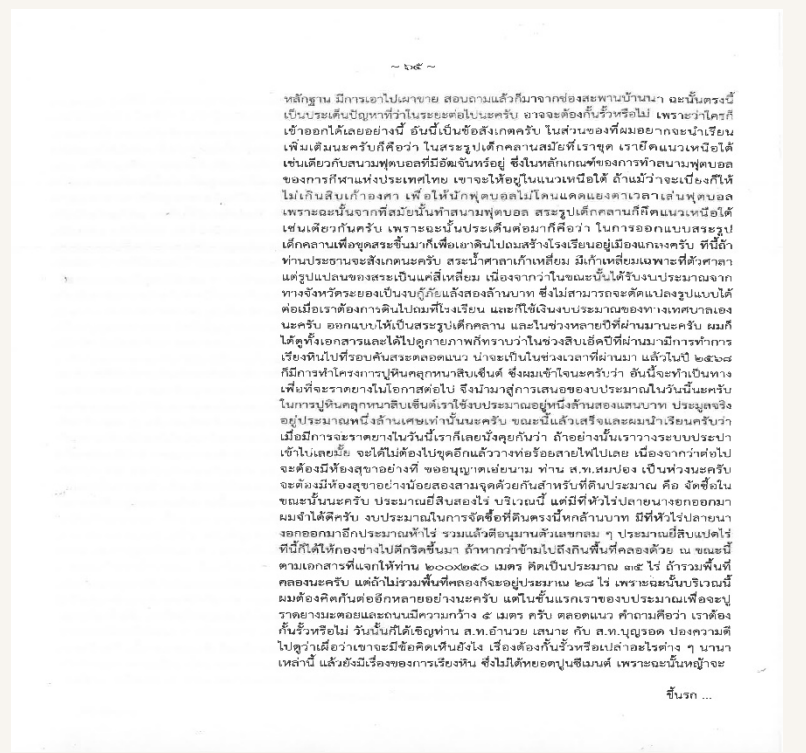 ~ ๖๓๕ ~
หลักฐาน มีการเอาไปเผาขาย สอบถามแล้วก็มาจากช่องสะพานบ้านนา ฉะนั้นตรงนี้
เป็นประเด็นปัญหาที่ว่าในระยะต่อไปนะครับ อาจจะต้องกั้นรั้วหรือไม่ เพราะว่าใครก็
เข้าออกได้เลยอย่างนี้ อันนี้เป็นข้อสังเกตครับ ในส่วนของที่ผมอยากจะนำเรียน
เพิ่มเติมนะครับก็คือว่า ในสระรูปเด็กคลานสมัยที่เราขุด เรายึดแนวเหนือใต้
เช่นเดียวกับสนามฟุตบอลที่มีอัฒจันทร์อยู่ ซึ่งในหลักเกณฑ์ของการทำสนามฟุตบอล
ของการกีฬาแห่งประเทศไทย เขาจะให้อยู่ในแนวเหนือใต้ ถ้าแม้ว่าจะเบี่ยงก็ให้
ไม่เกินสิบเก้าองศา เพื่อให้นักฟุตบอลไม่โดนแดดแยงตาเวลาเล่นฟุตบอล
เพราะฉะนั้นจากที่สมัยนั้นทำสนามฟุตบอล สระรูปเด็กคลานก็ยึดแนวเหนือใต้
เช่นเดียวกันครับ เพราะฉะนั้นประเด็นต่อมาก็คือว่า ในการออกแบบสระรูป
เด็กคลานเพื่อขุดสระขึ้นมาก็เพื่อเอาดินไปถมสร้างโรงเรียนอยู่เมืองแกลงครับ ทีนี้ถ้า
ท่านประธานจะสังเกตนะครับ สระน้ำศาลาเก้าเหลี่ยม มีเก้าเหลี่ยมเฉพาะที่ตัวศาลา
แต่รูปแปลนของสระเป็นแค่สี่เหลี่ยม เนื่องจากว่าในขณะนั้นได้รับงบประมาณจาก
ทางจังหวัดระยองเป็นงบกู้ภัยแล้งสองล้านบาท ซึ่งไม่สามารถจะดัดแปลงรูปแบบได้
ต่อเมื่อเราต้องการดินไปถมที่โรงเรียน และก็ใช้เงินงบประมาณของทางเทศบาลเอง
นะครับ ออกแบบให้เป็นสระรูปเด็กคลาน และในช่วงหลายปีที่ผ่านมานะครับ ผมก็
ได้ดูทั้งเอกสารและได้ไปดูกายภาพก็ทราบว่าในช่วงสิบเอ็ดปีที่ผ่านมามีการทำการ
เรียงหินไปที่รอบคันสระตลอดแนว น่าจะเป็นในช่วงเวลาที่ผ่านมา แล้วในปี ๒๕๖๘
ก็มีการทำโครงการปูหินคลุกหนาสิบเซ็นต์ ซึ่งผมเข้าใจนะครับว่า อันนี้จะทำเป็นทาง
เพื่อที่จะราดยางในโอกาสต่อไป จึงนำมาสู่การเสนอของบประมาณในวันนี้นะครับ
ในการปูหินคลุกหนาสิบเซ็นต์เราใช้งบประมาณอยู่หนึ่งล้านสองแสนบาท ประมูลจริง
อยู่ประมาณหนึ่งล้านเศษเท่านั้นนะครับ ขณะนี้แล้วเสร็จและผมนำเรียนครับว่า
เมื่อมีการจะราดยางในวันนี้เราก็เลยนั่งคุยกันว่า ถ้าอย่างนั้นเราวางระบบประปา
เข้าไปเลยมั้ย จะได้ไม่ต้องไปขุดอีกแล้ววางท่อร้อยสายไฟไปเลย เนื่องจากว่าต่อไป
จะต้องมีห้องสุขาอย่างที่ ขออนุญาตเอ่ยนาม ท่าน ส.ท.สมปอง เป็นห่วงนะครับ
จะต้องมีห้องสุขาอย่างน้อยสองสามจุดด้วยกันสำหรับที่ดินประมาณ คือ จัดซื้อใน
ขณะนั้นนะครับ ประมาณยี่สิบสองไร่ บริเวณนี้ แต่มีที่หัวไร่ปลายนางอกออกมา
ผมจำได้ดีครับ งบประมาณในการจัดซื้อที่ดินตรงนี้หกล้านบาท มีที่หัวไร่ปลายนา
งอกออกมาอีกประมาณห้าไร่ รวมแล้วตีอนุมานตัวเลขกลม ๆ ประมาณยี่สิบแปดไร่
ทีนี้ก็ได้ให้กองช่างไปตีกริดขึ้นมา ถ้าหากว่าข้ามไปถึงกินพื้นที่คลองด้วย ณ ขณะนี้
ตามเอกสารที่แจกให้ท่าน ๒๐๐x๒๕๐ เมตร คิดเป็นประมาณ ๓๕ ไร่ ถ้ารวมพื้นที่
คลองนะครับ แต่ถ้าไม่รวมพื้นที่คลองก็จะอยู่ประมาณ ๒๘ ไร่ เพราะฉะนั้นบริเวณนี้
ผมต้องคิดกันต่ออีกหลายอย่างนะครับ แต่ในชั้นแรกเราของบประมาณเพื่อจะปู
ราดยางมะตอยและถนนมีความกว้าง ๕ เมตร ครับ ตลอดแนว คำถามคือว่า เราต้อง
กั้นรั้วหรือไม่ วันนั้นก็ได้เชิญท่าน ส.ท.อำนวย เสนาะ กับ ส.ท.บุญรอด ปองความดี
ไปดูว่าเผื่อว่าเขาจะมีข้อคิดเห็นยังไง เรื่องต้องกั้นรั้วหรือเปล่าอะไรต่าง ๆ นานา
เหล่านี้ แล้วยังมีเรื่องของการเรียงหิน ซึ่งไม่ได้หยอดปูนซีเมนต์ เพราะฉะนั้นหญ้าจะ
ขึ้นรก ...